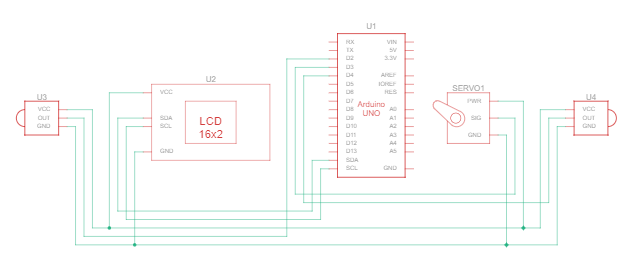 U1
RX
TX
D2
D3
D4
D5
D6
D7
D8
D9
D10
D11
D12
D13
SDA
SCL
VIN
5V
3.3V
AREF
IOREF
RES
A0
A1
A2
A3
A4
A5
GND
Arduino
UNO
U2
VCC
SDA
SCL
GND
LCD
16x2
U3
VCC
OUT
GND
SERVO1
PWR
SIG
GND
U4
VCC
OUT
GND